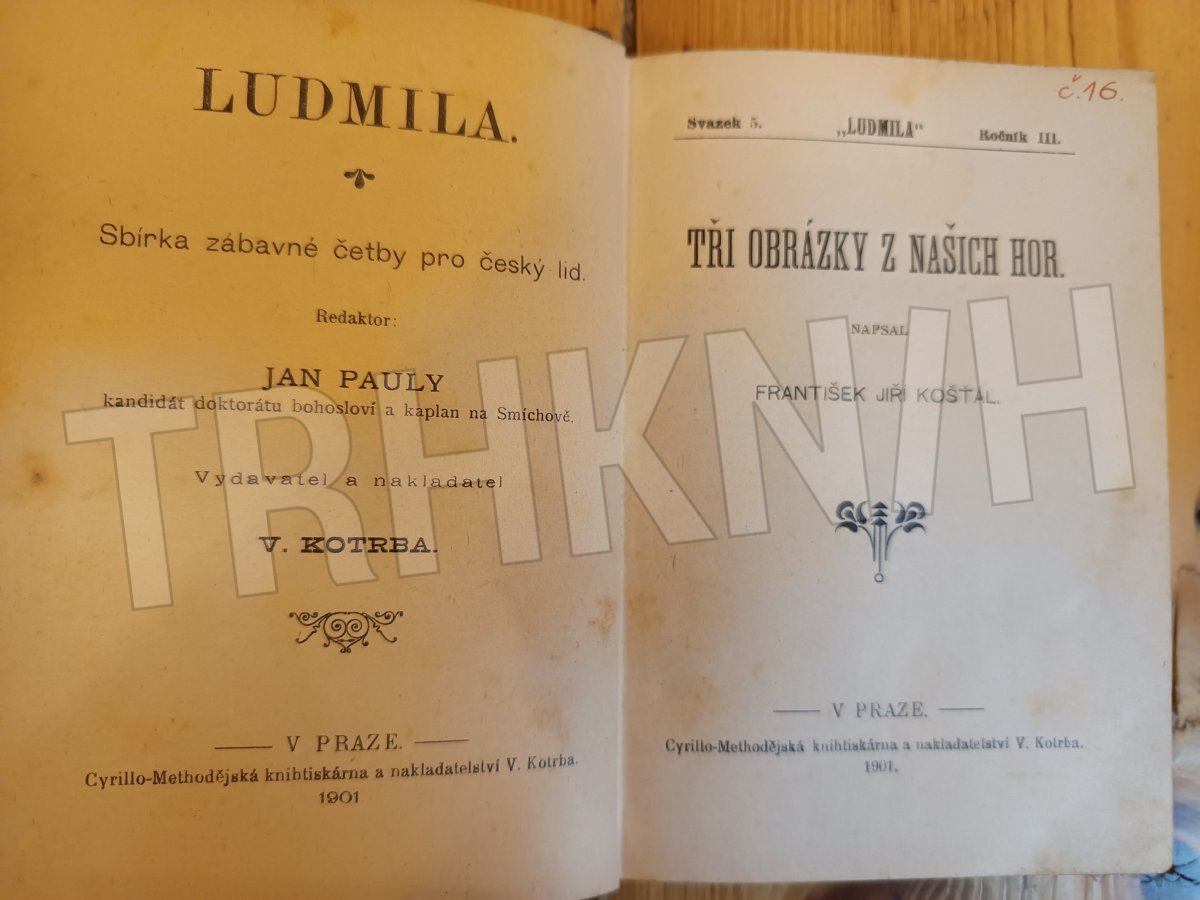 LUDMILA.
Sbírka zábavné četby pro český lid.
Redaktor:
JAN PAULY
kandidát doktorátu bohosloví a kaplan na Smíchově.
Vydavatel a nakladatel
V. KOTRBA.
V PRAZE.
Cyrillo-Methodějská knihtiskárna a nakladatelství V. Kotrba.
1901
č.16.
Svazek 5. „LUDMILA“ Ročník III.
TŘI OBRÁZKY Z NAŠICH HOR.
NAPSAL
FRANTIŠEK JIŘÍ KOŠŤÁL.
V PRAZE.
Cyrillo-Methodějská knihtiskárna a nakladatelství V. Kotrba.
1901.
TRHKNIH